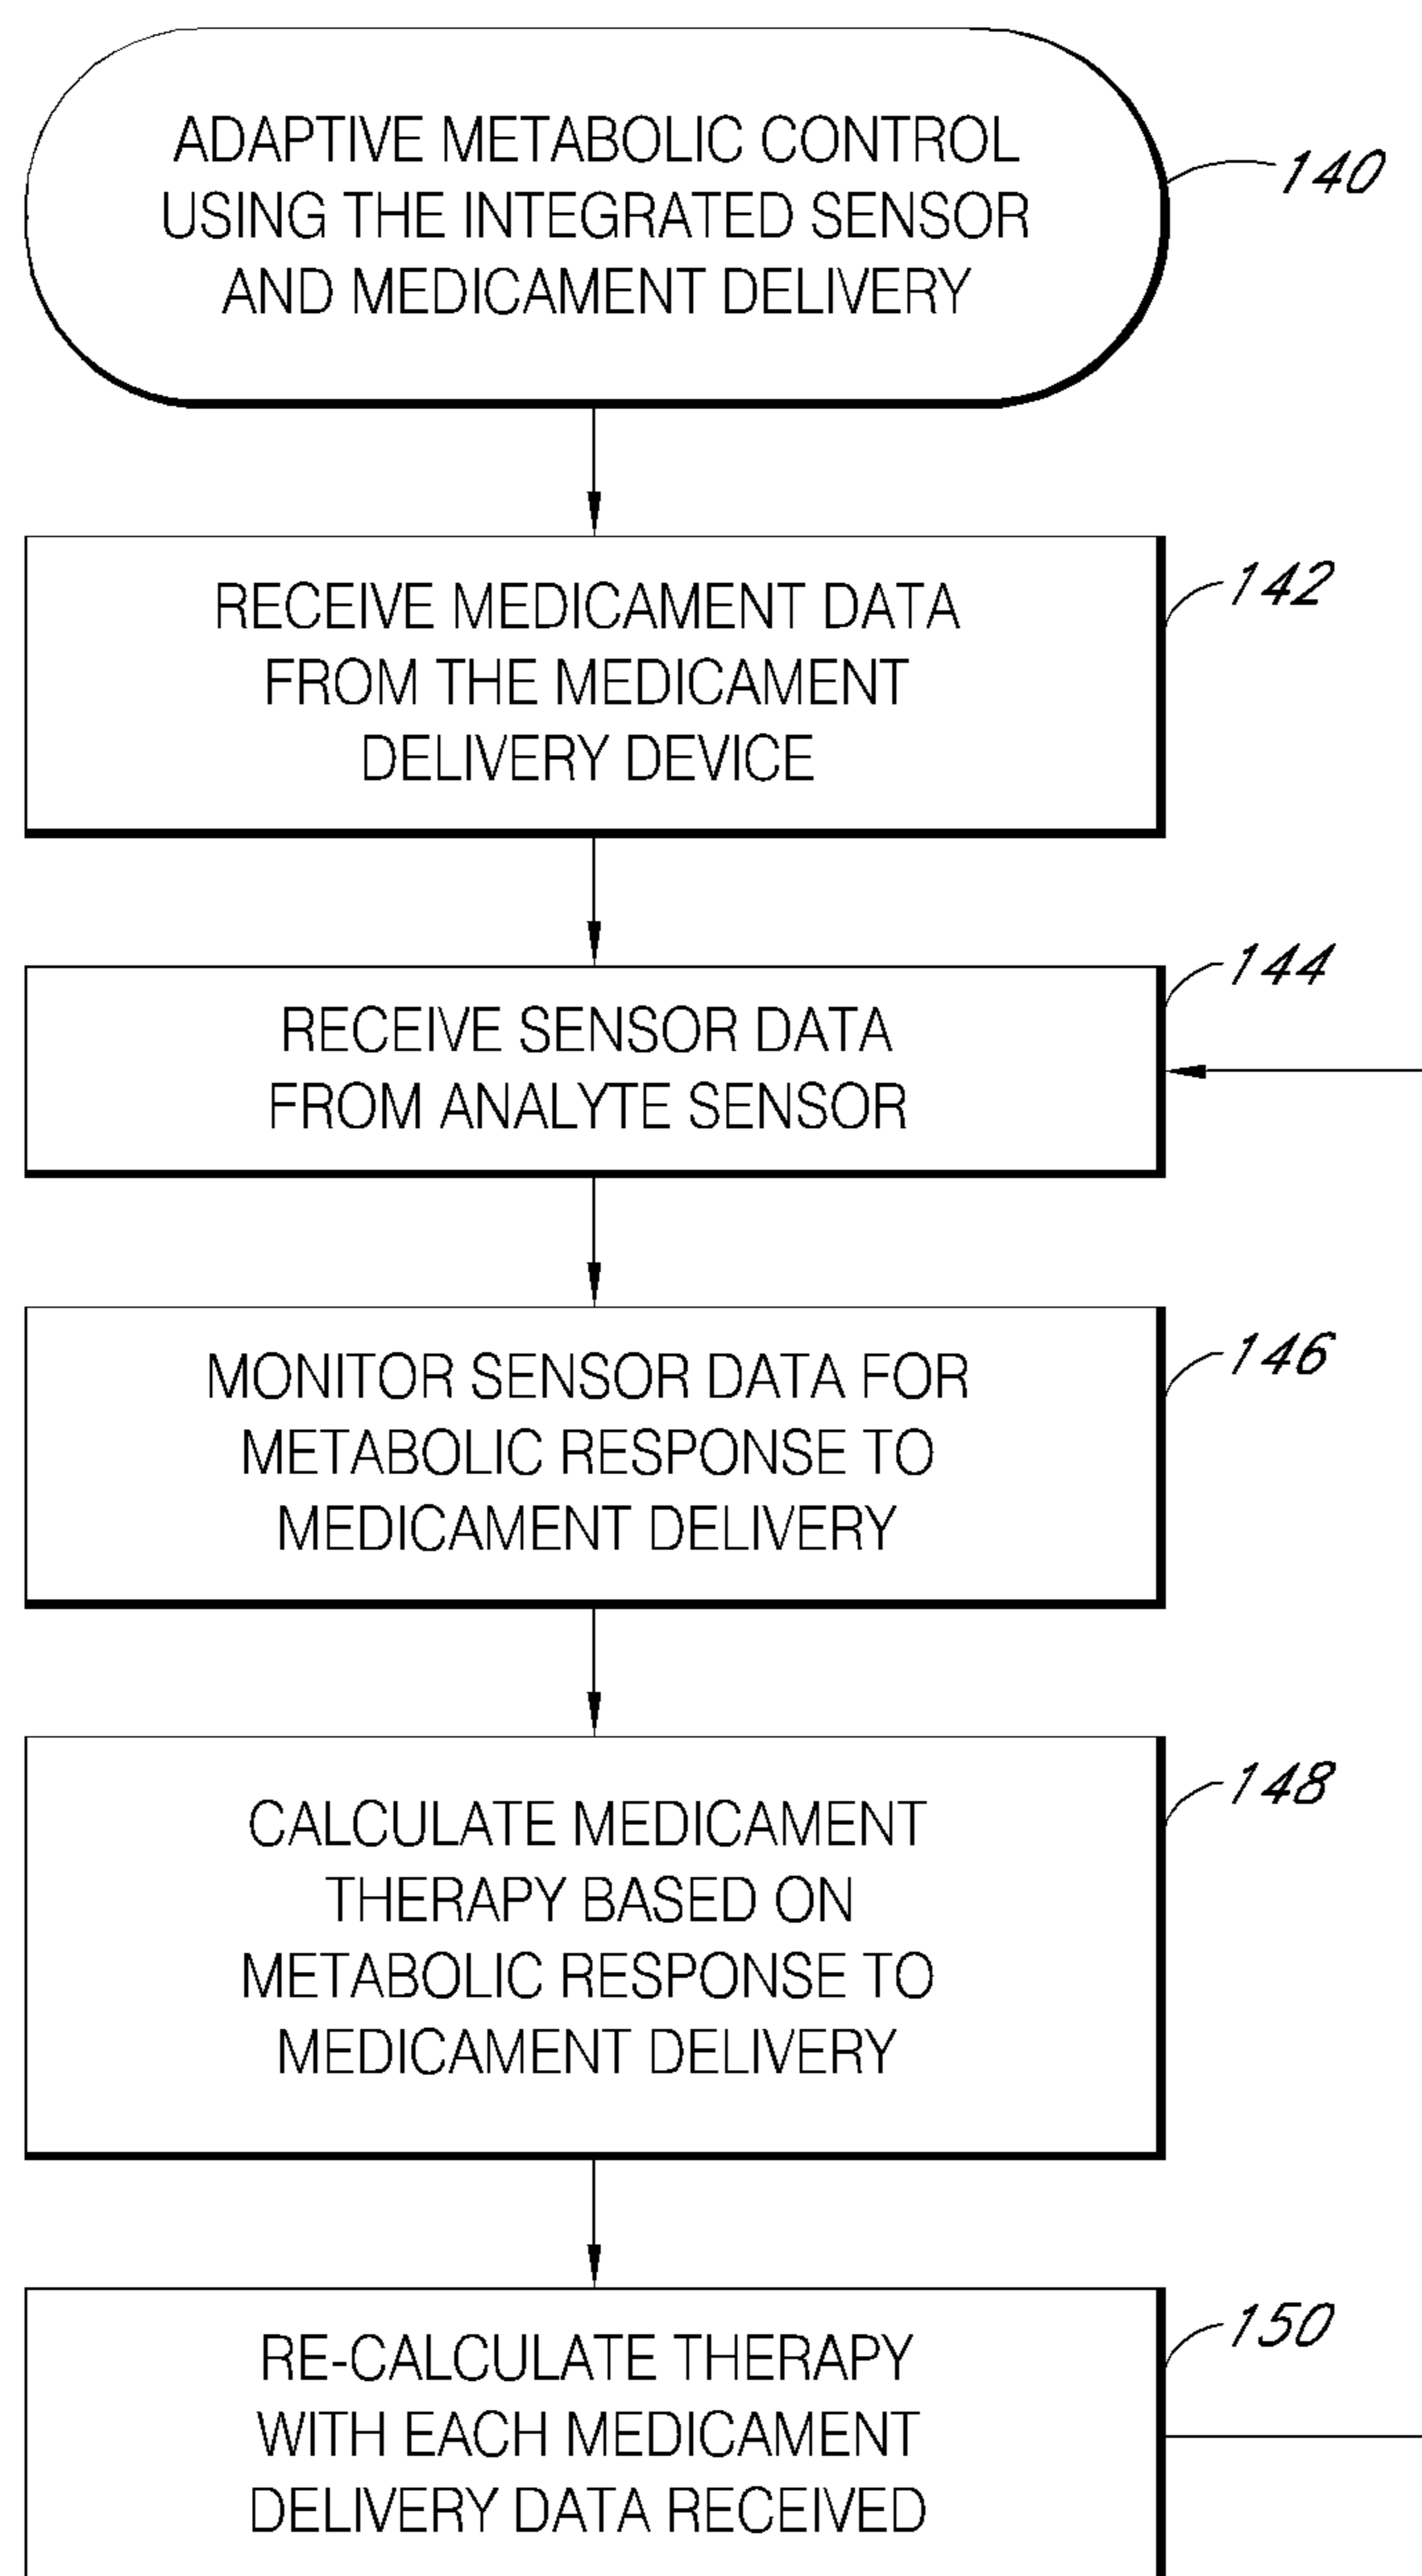 ADAPTIVE METABOLIC CONTROL
USING THE INTEGRATED SENSOR
AND MEDICAMENT DELIVERY
140
RECEIVE MEDICAMENT DATA
FROM THE MEDICAMENT
DELIVERY DEVICE
142
RECEIVE SENSOR DATA
FROM ANALYTE SENSOR
144
MONITOR SENSOR DATA FOR
METABOLIC RESPONSE TO
MEDICAMENT DELIVERY
146
CALCULATE MEDICAMENT
THERAPY BASED ON
METABOLIC RESPONSE TO
MEDICAMENT DELIVERY
148
RE-CALCULATE THERAPY
WITH EACH MEDICAMENT
DELIVERY DATA RECEIVED
150